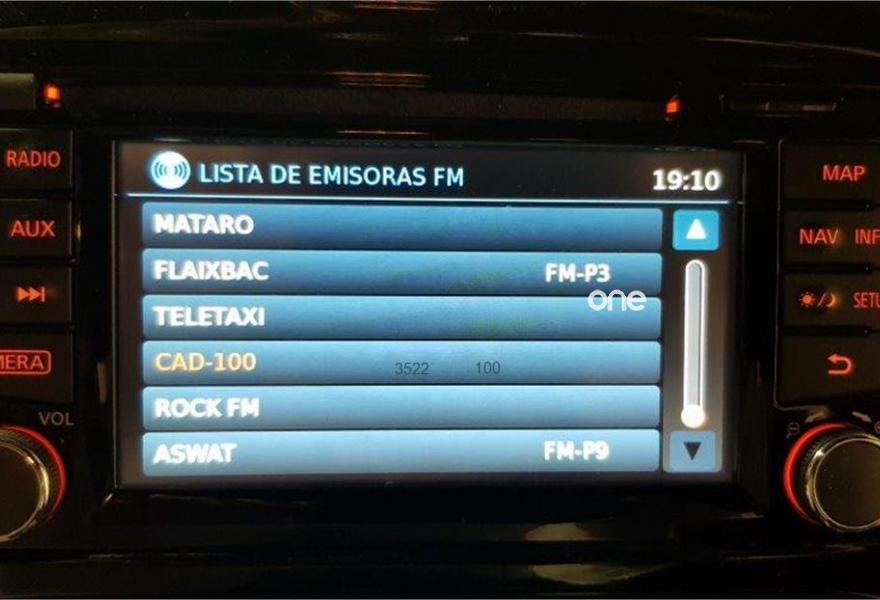 RADIO
AUX
MERA
VOL
LISTA DE EMISORAS FM 19:10
MATARO
FLAIXBAC FM-P3
one
TELETAXI
CAD-100 3522 100
ROCK FM
ASWAT FM-P9
MAP
NAV INF
SETU